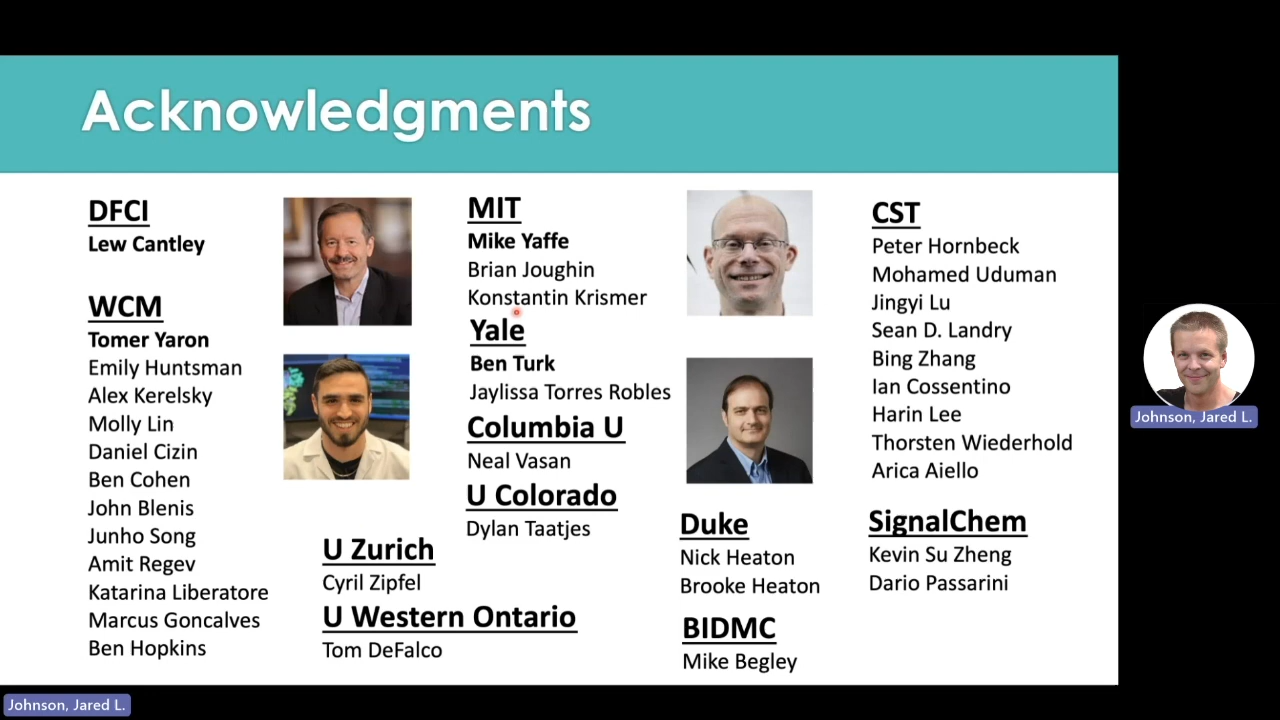 Acknowledgments
DFCI
Lew Cantley
WCM
Tomer Yaron
Emily Huntsman
Alex Kerelsky
Molly Lin
Daniel Cizin
Ben Cohen
John Blenis
Junho Song
Amit Regev
Katarina Liberatore
Marcus Goncalves
Ben Hopkins
U Zurich
Cyril Zipfel
U Western Ontario
Tom DeFalco
MIT
Mike Yaffe
Brian Joughin
Konstantin Krismer
Yale
Ben Turk
Jaylissa Torres Robles
Columbia U
Neal Vasan
U Colorado
Dylan Taatjes
Duke
Nick Heaton
Brooke Heaton
BIDMC
Mike Begley
CST
Peter Hornbeck
Mohamed Uduman
Jingyi Lu
Sean D. Landry
Bing Zhang
Ian Cossentino
Harin Lee
Thorsten Wiederhold
Arica Aiello
SignalChem
Kevin Su Zheng
Dario Passarini
Johnson, Jared L.
Johnson, Jared L.